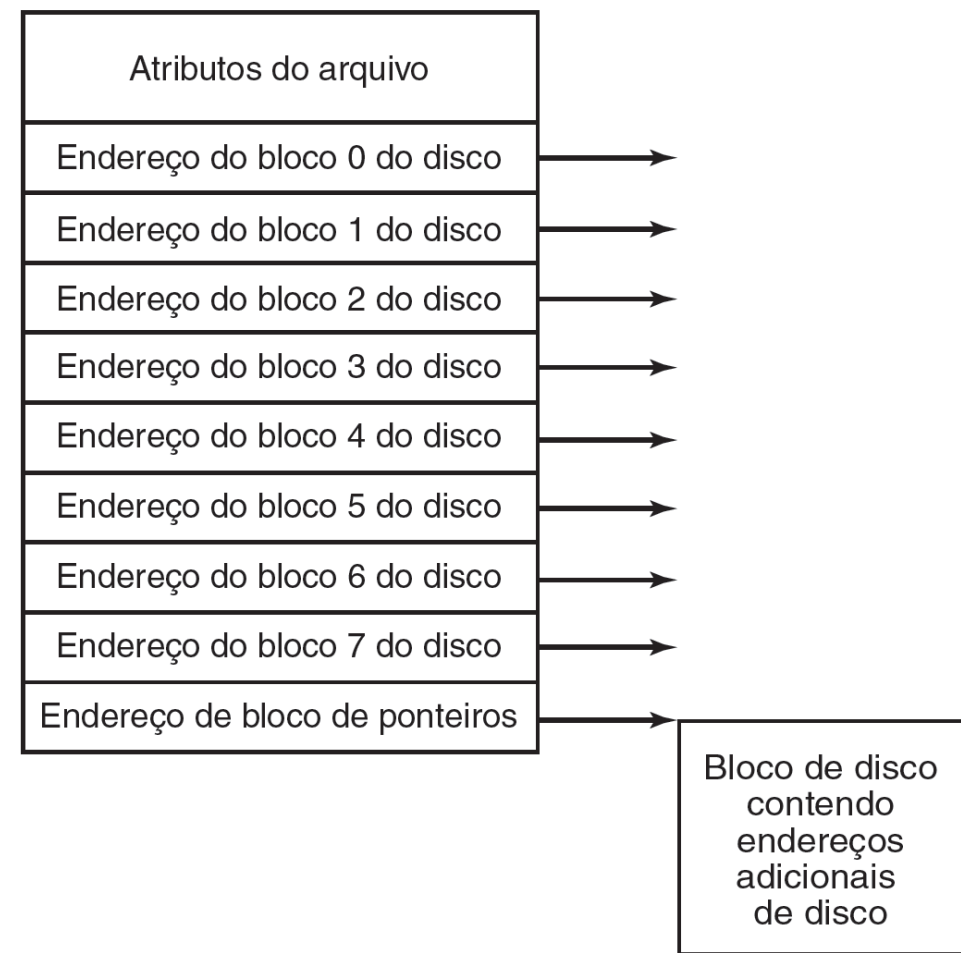 Atributos do arquivo
Endereço do bloco 0 do disco
Endereço do bloco 1 do disco
Endereço do bloco 2 do disco
Endereço do bloco 3 do disco
Endereço do bloco 4 do disco
Endereço do bloco 5 do disco
Endereço do bloco 6 do disco
Endereço do bloco 7 do disco
Endereço de bloco de ponteiros
Bloco de disco
contendo
endereços
adicionais
de disco